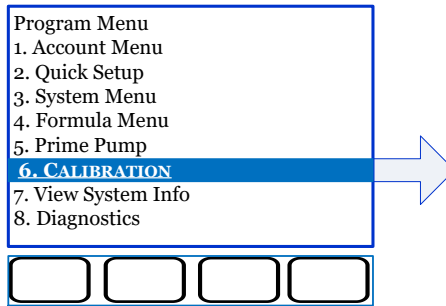 Program Menu
1. Account Menu
2. Quick Setup
3. System Menu
4. Formula Menu
5. Prime Pump
6. CALIBRATION
7. View System Info
8. Diagnostics